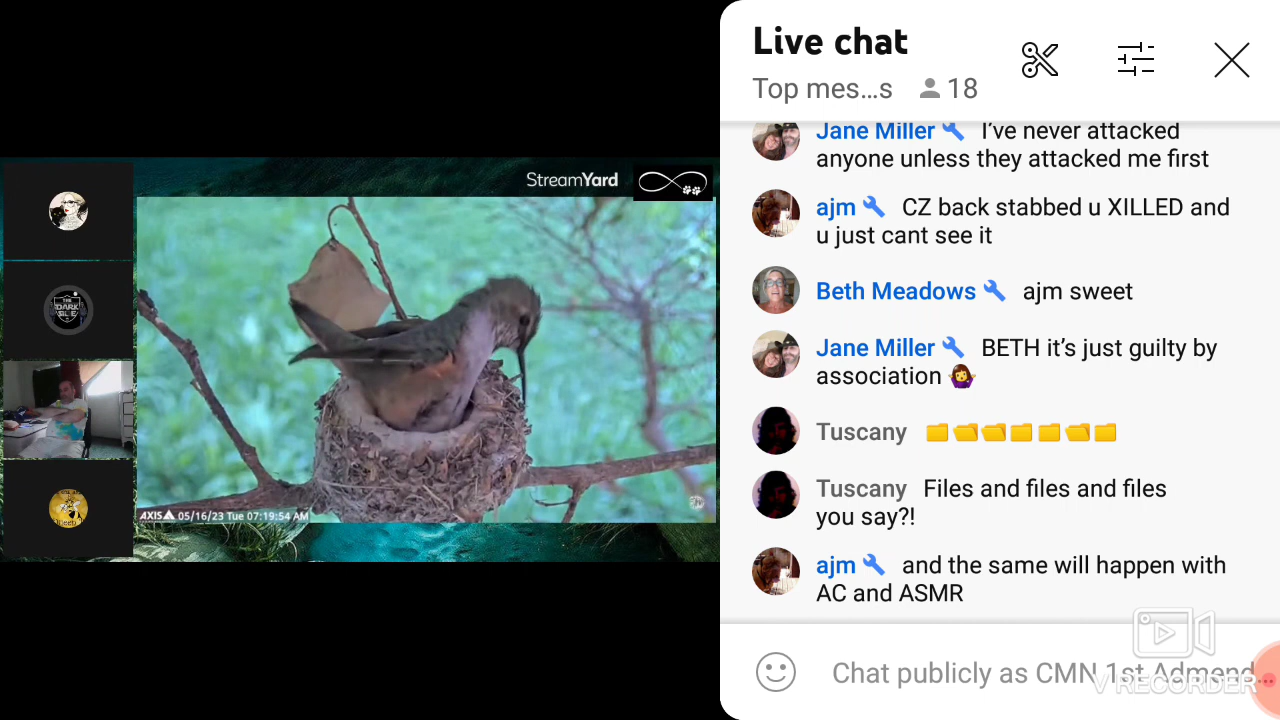 StreamYard
AXIS 05/16/23 Tue 07:19:54 AM
Live chat
Top mes...s 18
Jane Miller I’ve never attacked
anyone unless they attacked me first
ajm CZ back stabbed u XILLED and
u just cant see it
Beth Meadows ajm sweet
Jane Miller BETH it’s just guilty by
association 🤷‍♀️
Tuscany 📁📂📂📁📁📂📁
Tuscany Files and files and files
you say?!
ajm and the same will happen with
AC and ASMR
Chat publicly as CMN 1st Admend...
V RECORDER